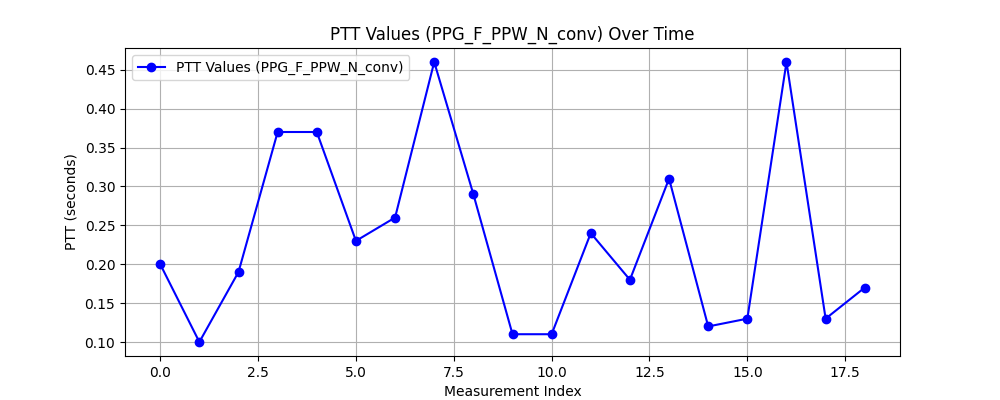 PTT Values (PPG_F_PPW_N_conv) Over Time
PTT Values (PPG_F_PPW_N_conv)
PTT (seconds)
0.45
0.40
0.35
0.30
0.25
0.20
0.15
0.10
0.0 2.5 5.0 7.5 10.0 12.5 15.0 17.5
Measurement Index